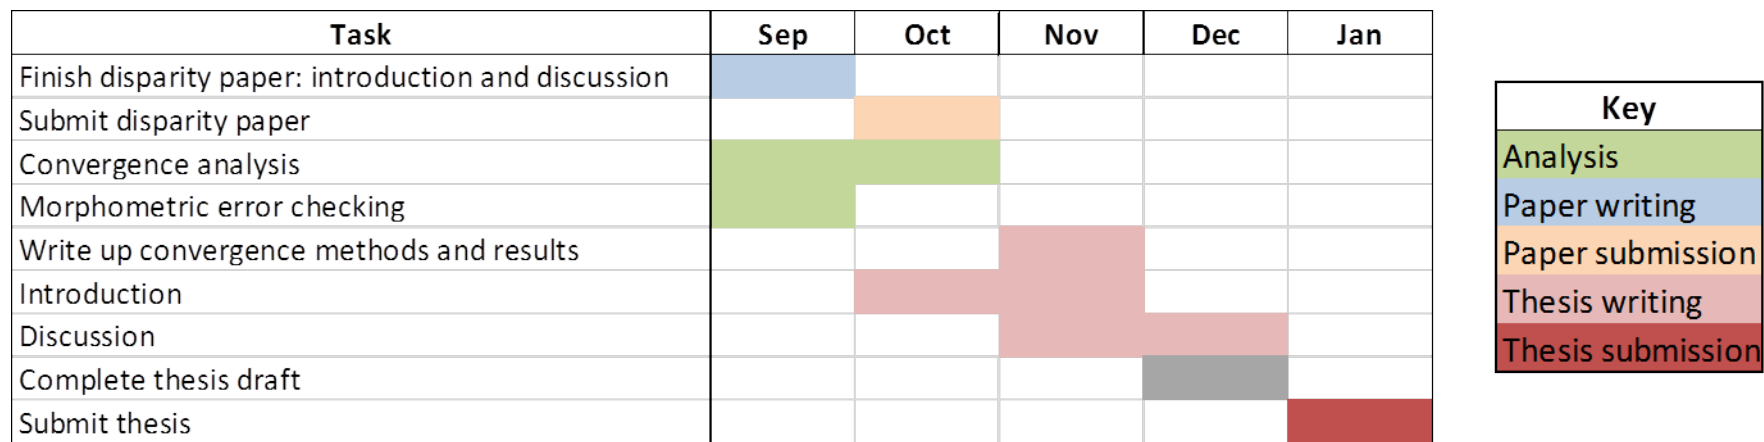 Task Sep Oct Nov Dec Jan
Finish disparity paper: introduction and discussion
Submit disparity paper
Convergence analysis
Morphometric error checking
Write up convergence methods and results
Introduction
Discussion
Complete thesis draft
Submit thesis
Key
Analysis
Paper writing
Paper submission
Thesis writing
Thesis submission